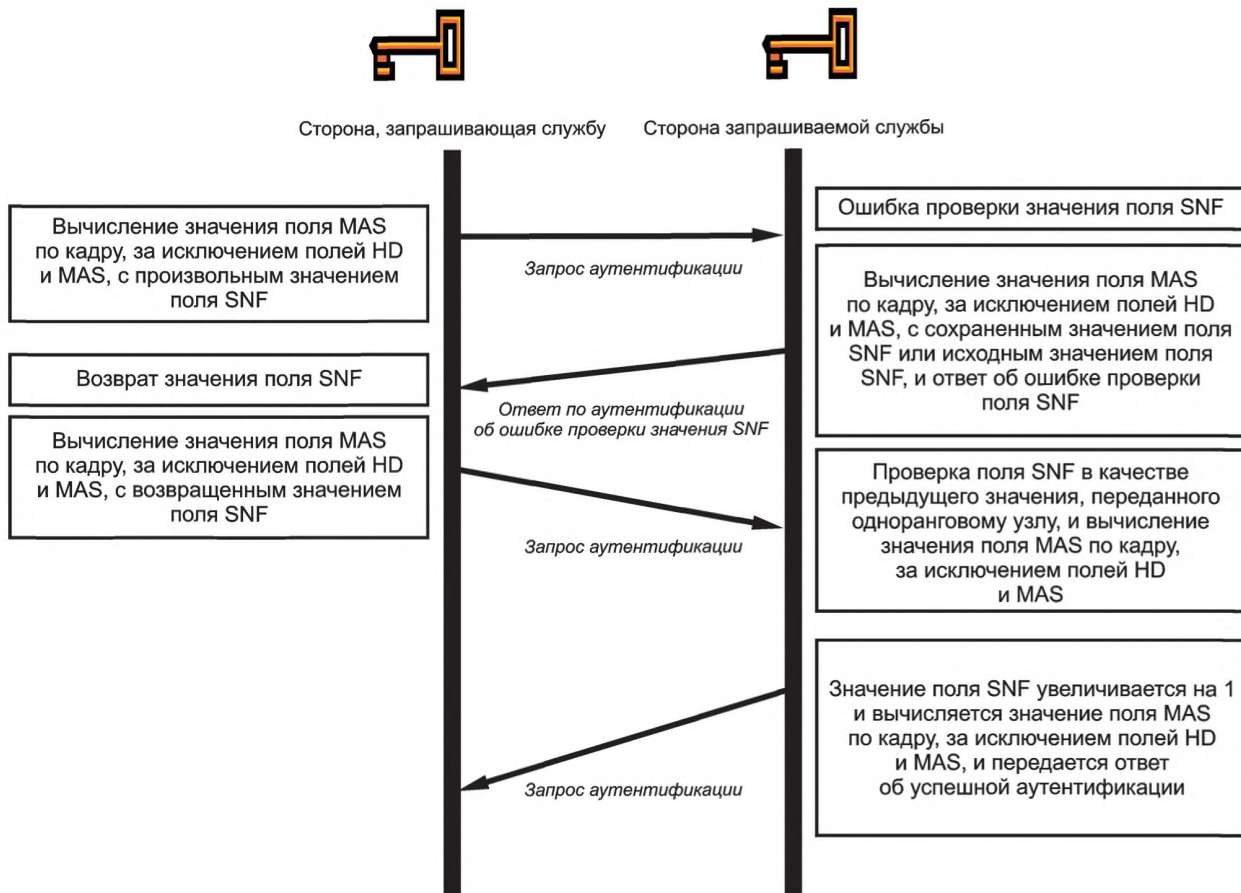 Сторона, запрашивающая службу
Сторона запрашиваемой службы
Вычисление значения поля MAS
по кадру, за исключением полей HD
и MAS, с произвольным значением
поля SNF
Запрос аутентификации
Ошибка проверки значения поля SNF
Вычисление значения поля MAS
по кадру, за исключением полей HD
и MAS, с сохраненным значением поля
SNF или исходным значением поля
SNF, и ответ об ошибке проверки
поля SNF
Возврат значения поля SNF
Ответ по аутентификации
об ошибке проверки значения SNF
Вычисление значения поля MAS
по кадру, за исключением полей HD
и MAS, с возвращенным значением
поля SNF
Запрос аутентификации
Проверка поля SNF в качестве
предыдущего значения, переданного
одноранговому узлу, и вычисление
значения поля MAS по кадру,
за исключением полей HD
и MAS
Значение поля SNF увеличивается на 1
и вычисляется значение поля MAS
по кадру, за исключением полей HD
и MAS, и передается ответ
об успешной аутентификации
Запрос аутентификации